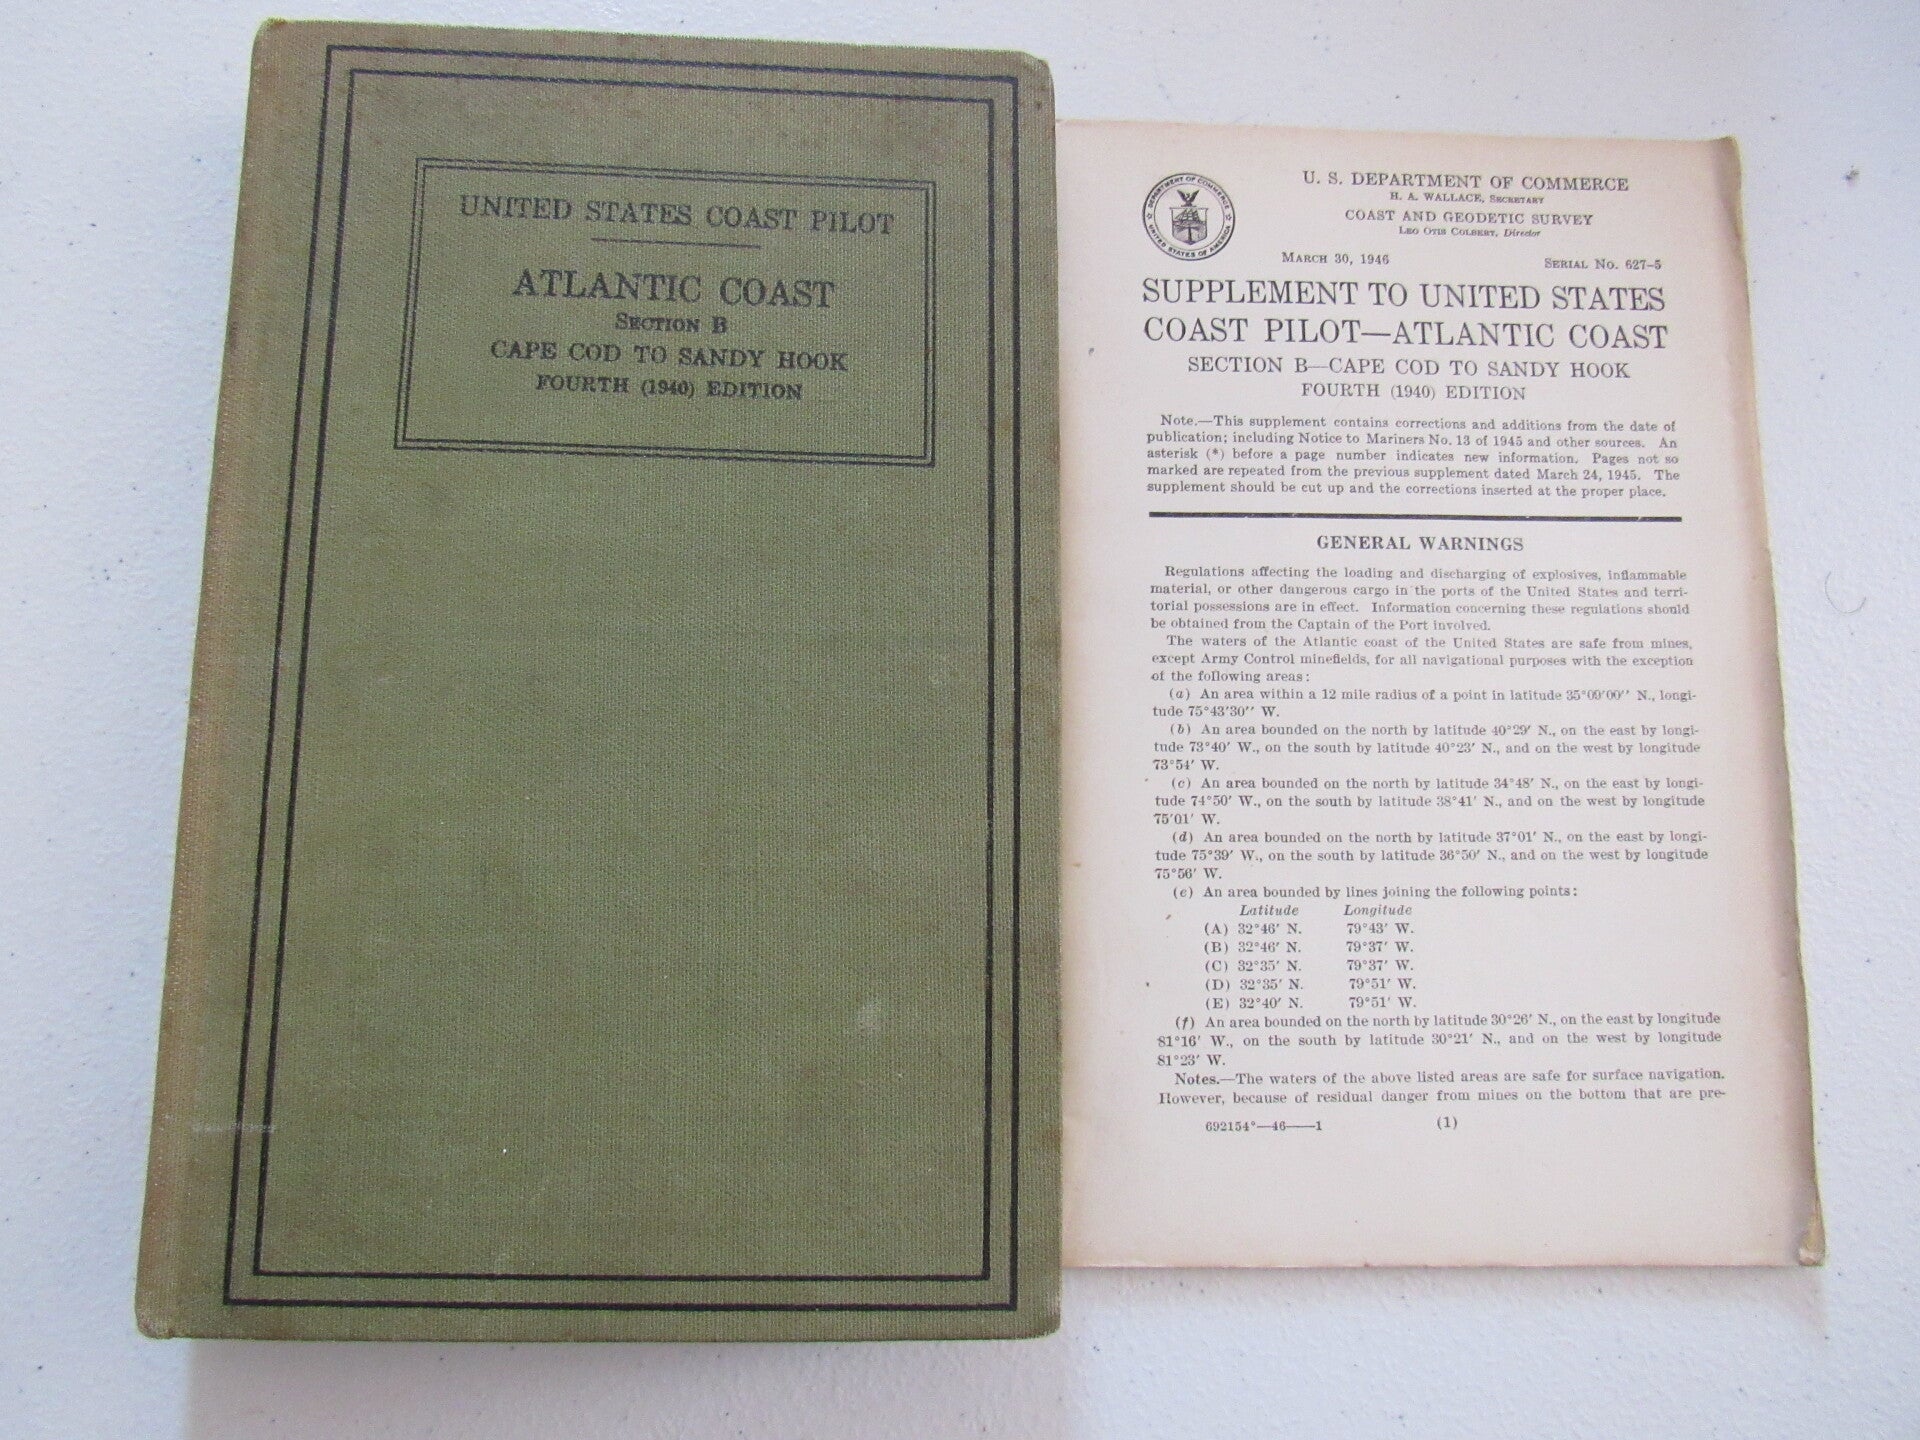 UNITED STATES COAST PILOT
ATLANTIC COAST
SECTION B
CAPE COD TO SANDY HOOK
FOURTH (1940) EDITION
DEPARTMENT OF COMMERCE
UNITED STATES OF AMERICA
U. S. DEPARTMENT OF COMMERCE
H. A. WALLACE, SECRETARY
COAST AND GEODETIC SURVEY
LEO OTIS COLBERT, Director
MARCH 30, 1946 SERIAL NO. 627-5
SUPPLEMENT TO UNITED STATES
COAST PILOT—ATLANTIC COAST
SECTION B—CAPE COD TO SANDY HOOK
FOURTH (1940) EDITION
Note.—This supplement contains corrections and additions from the date of
publication; including Notice to Mariners No. 13 of 1945 and other sources. An
asterisk (*) before a page number indicates new information. Pages not so
marked are repeated from the previous supplement dated March 24, 1945. The
supplement should be cut up and the corrections inserted at the proper place.
GENERAL WARNINGS
Regulations affecting the loading and discharging of explosives, inflammable
material, or other dangerous cargo in the ports of the United States and terri-
torial possessions are in effect. Information concerning these regulations should
be obtained from the Captain of the Port involved.
The waters of the Atlantic coast of the United States are safe from mines,
except Army Control minefields, for all navigational purposes with the exception
of the following areas:
(a) An area within a 12 mile radius of a point in latitude 35°09'00'' N., longi-
tude 75°43'30'' W.
(b) An area bounded on the north by latitude 40°29' N., on the east by longi-
tude 73°40' W., on the south by latitude 40°23' N., and on the west by longitude
73°54' W.
(c) An area bounded on the north by latitude 34°48' N., on the east by longi-
tude 74°50' W., on the south by latitude 38°41' N., and on the west by longitude
75'01' W.
(d) An area bounded on the north by latitude 37°01' N., on the east by longi-
tude 75°39' W., on the south by latitude 36°50' N., and on the west by longitude
75°56' W.
(e) An area bounded by lines joining the following points:
Latitude Longitude
(A) 32°46' N. 79°43' W.
(B) 32°46' N. 79°37' W.
(C) 32°35' N. 79°37' W.
(D) 32°35' N. 79°51' W.
(E) 32°40' N. 79°51' W.
(f) An area bounded on the north by latitude 30°26' N., on the east by longitude
81°16' W., on the south by latitude 30°21' N., and on the west by longitude
81°23' W.
Notes.—The waters of the above listed areas are safe for surface navigation.
However, because of residual danger from mines on the bottom that are pre-
692154°—46——1 (1)